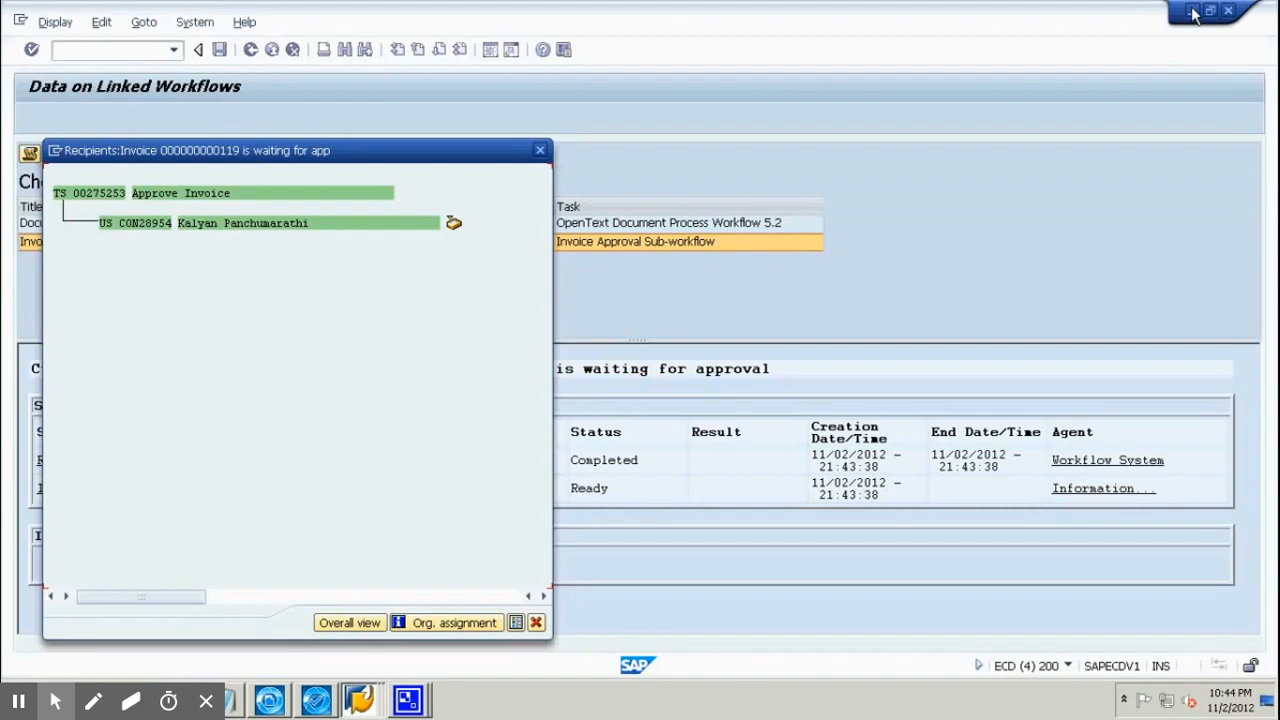 Display Edit Goto System Help
Data on Linked Workflows
Recipients:Invoice 000000000119 is waiting for app
TS 00275253 Approve Invoice
US CON28954 Kalyan Panchumarathi
Task
OpenText Document Process Workflow 5.2
Invoice Approval Sub-workflow
is waiting for approval
Status Result Creation Date/Time End Date/Time Agent
Completed 11/02/2012 - 21:43:38 11/02/2012 - 21:43:38 Workflow System
Ready 11/02/2012 - 21:43:38 Information...
Overall view Org. assignment
SAP ECD (4) 200 SAPECDV1 INS
10:44 PM
11/2/2012